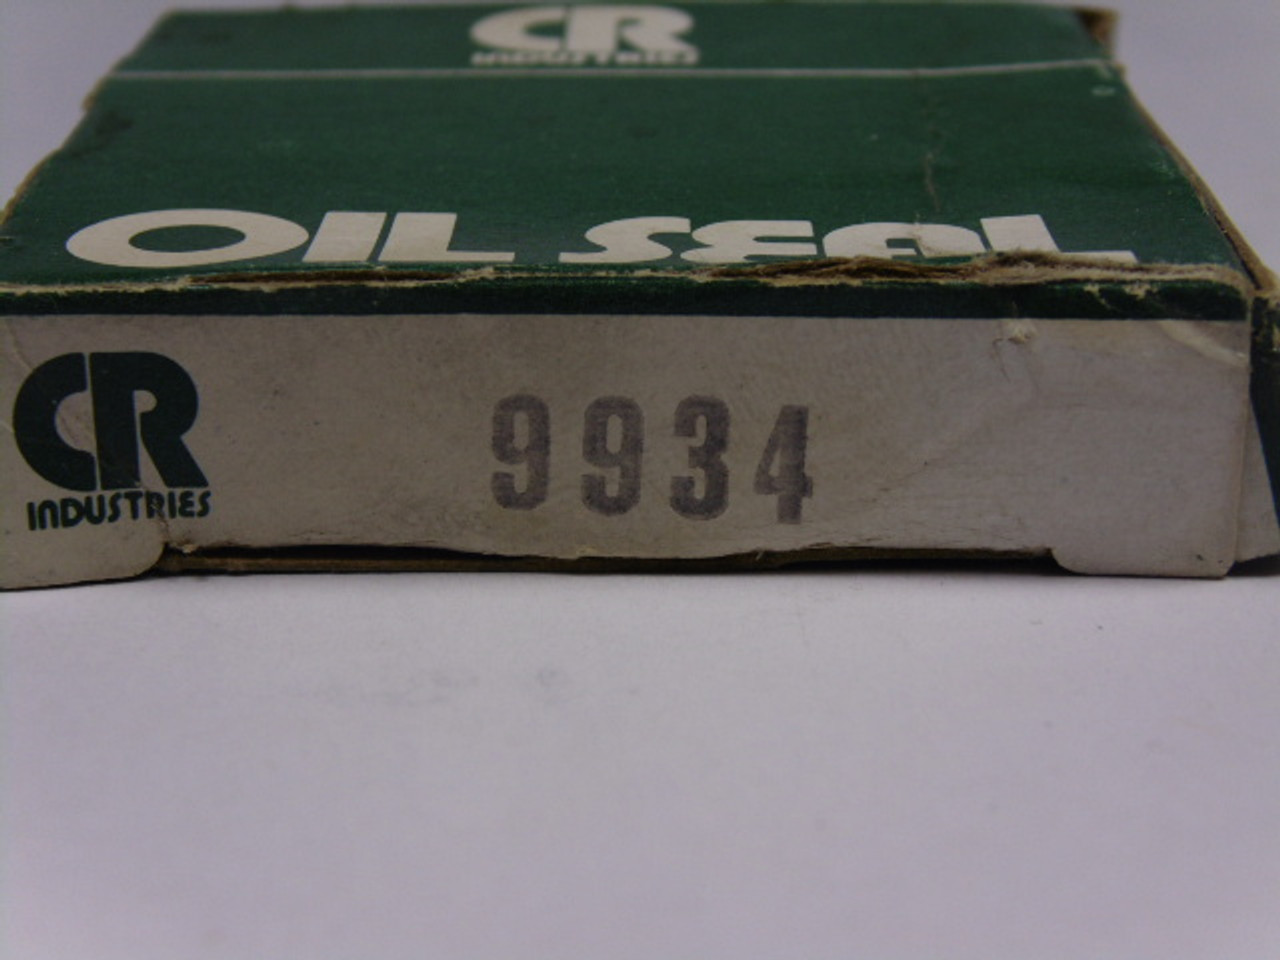 CR
INDUSTRIES
OIL SEAL
CR
INDUSTRIES
9934